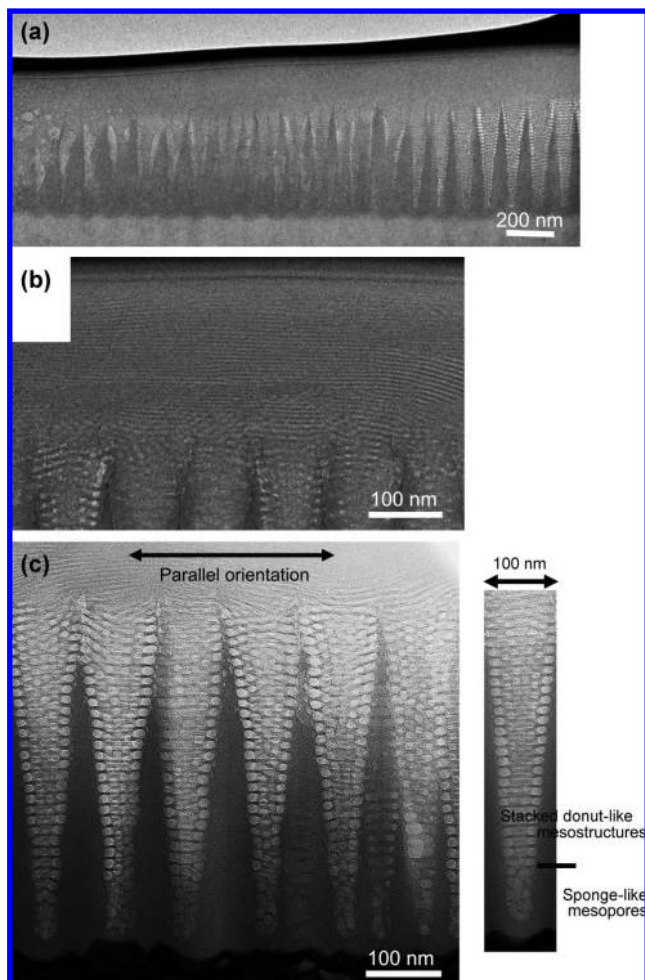 (a)
200 nm
(b)
100 nm
(c)
Parallel orientation
100 nm
100 nm
Stacked donut-like
mesostructures
Sponge-like
mesopores